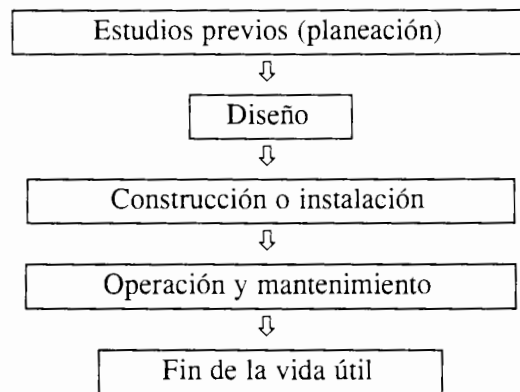 Estudios previos (planeación)
Diseño
Construcción o instalación
Operación y mantenimiento
Fin de la vida útil